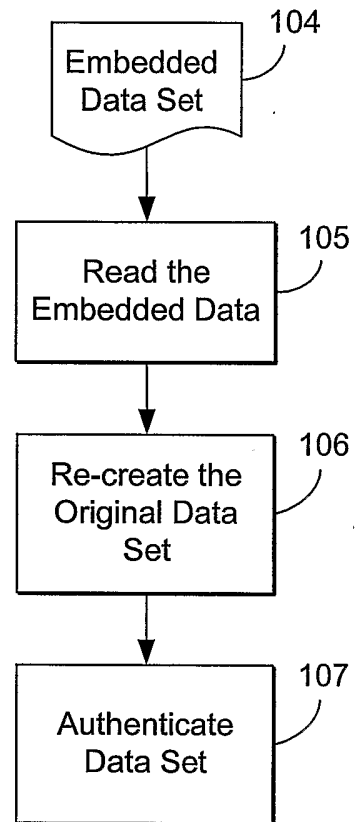 104
Embedded
Data Set
105
Read the
Embedded Data
106
Re-create the
Original Data
Set
107
Authenticate
Data Set